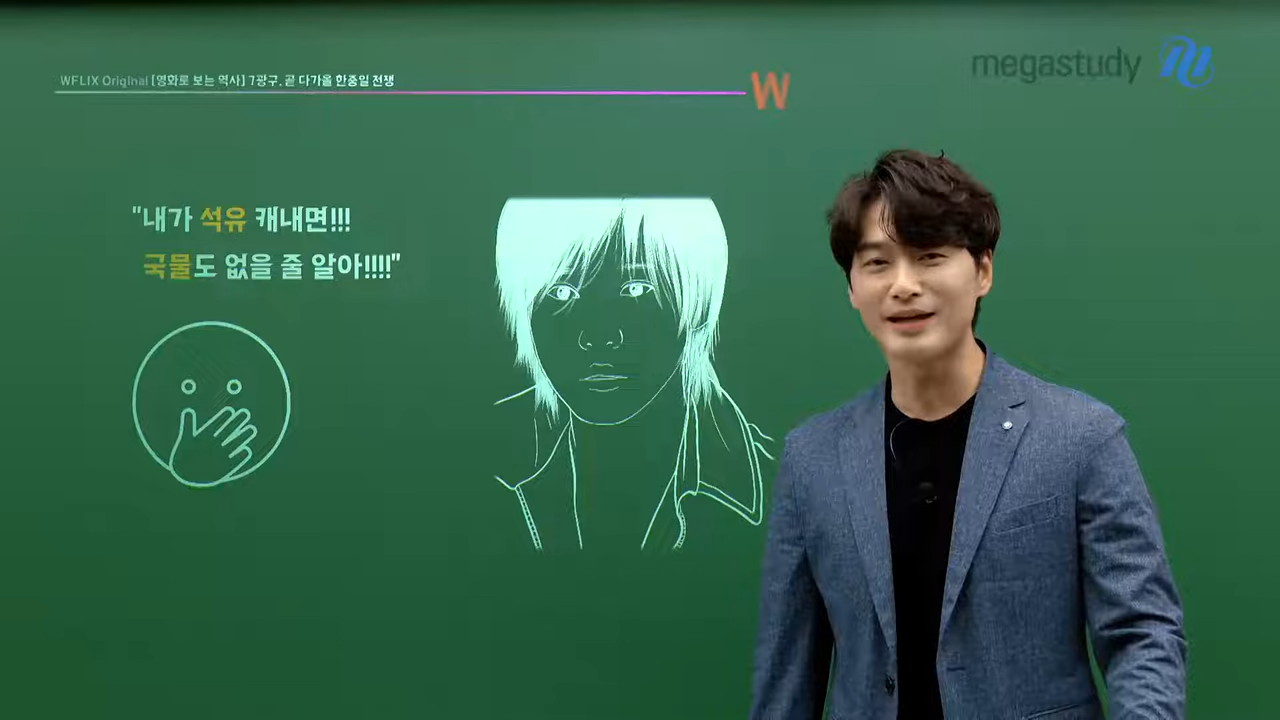 WFLIX Original [영화로 보는 역사] 7광구, 곧 다가올 한중일 전쟁
W
megastudy
"내가 석유 캐내면!!!
국물도 없을 줄 알아!!!!"